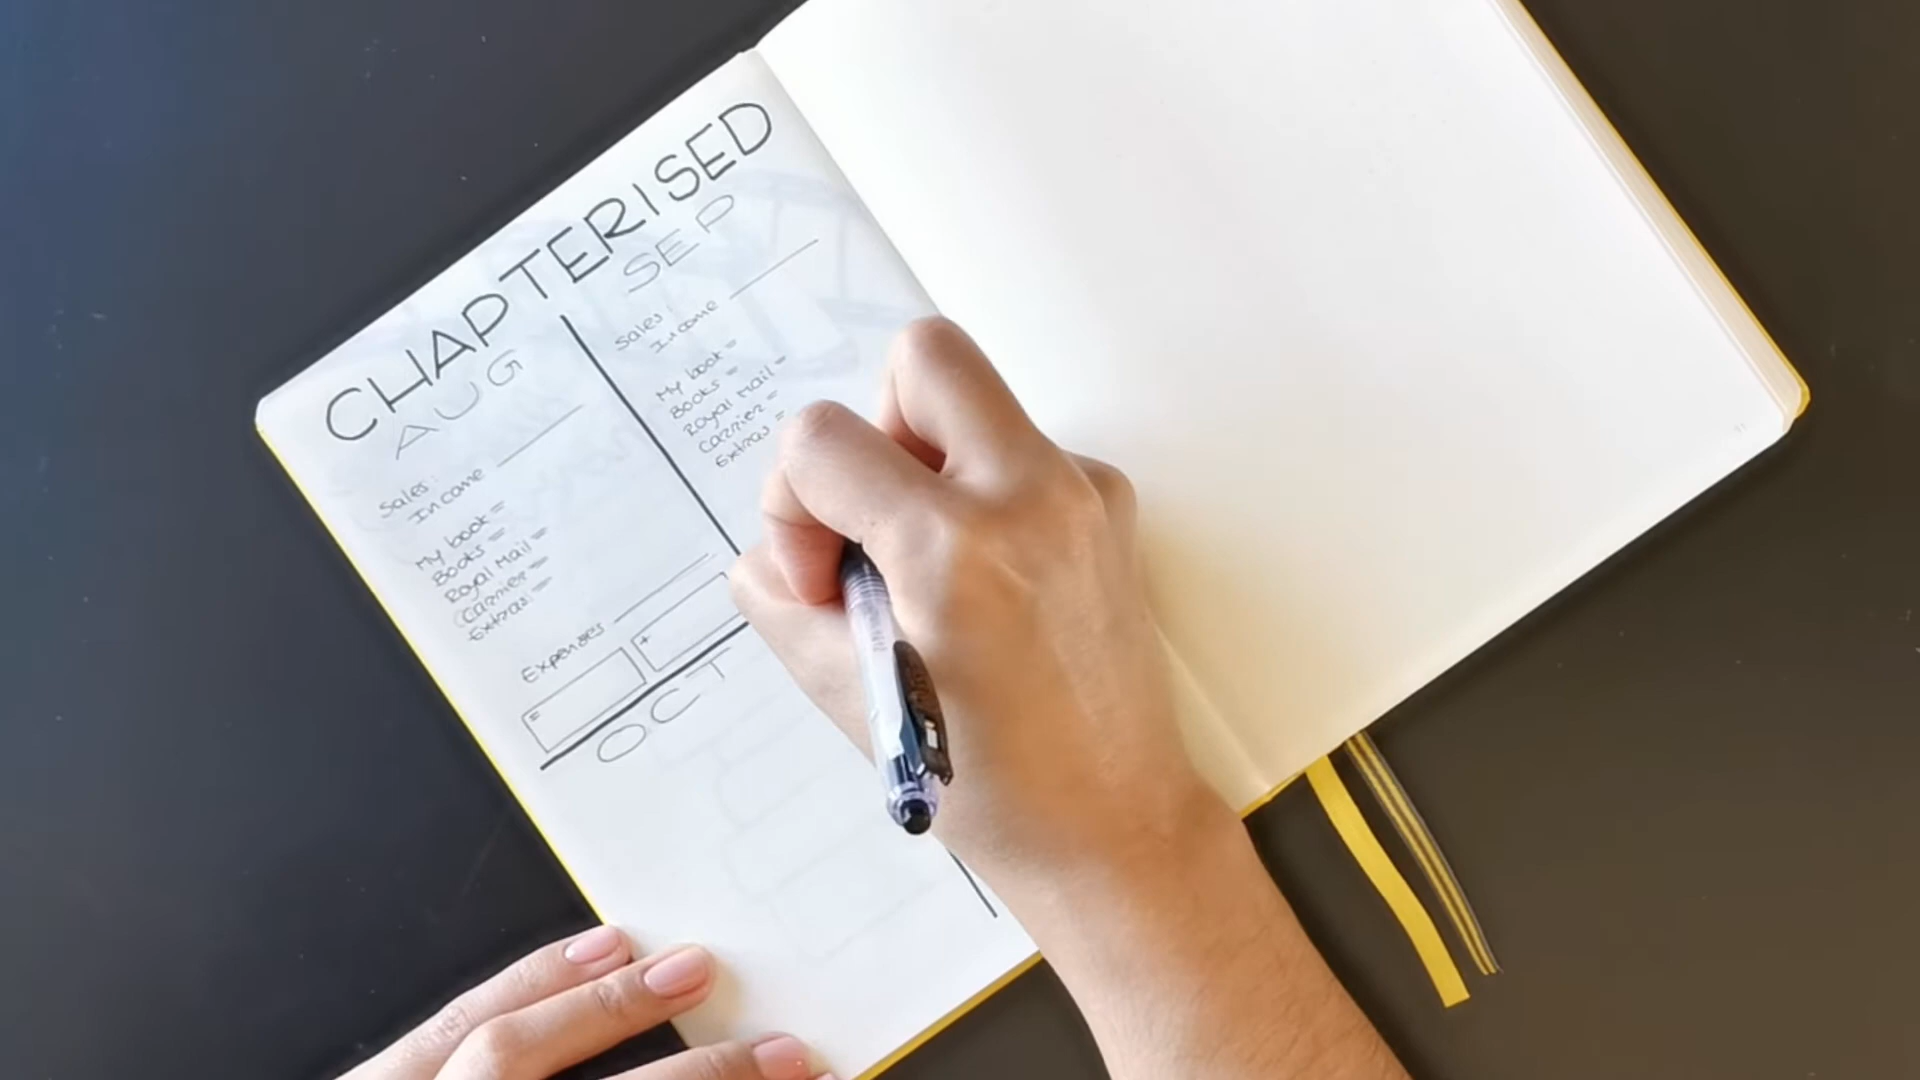 CHAPTERISED
AUG
Sales:
Income
My book =
Books =
Royal Mail =
Carrier =
Extras: =
Expenses
=
+
SEP
Sales:
Income
My book =
Books =
Royal Mail =
Carrier =
Extras =
OCT